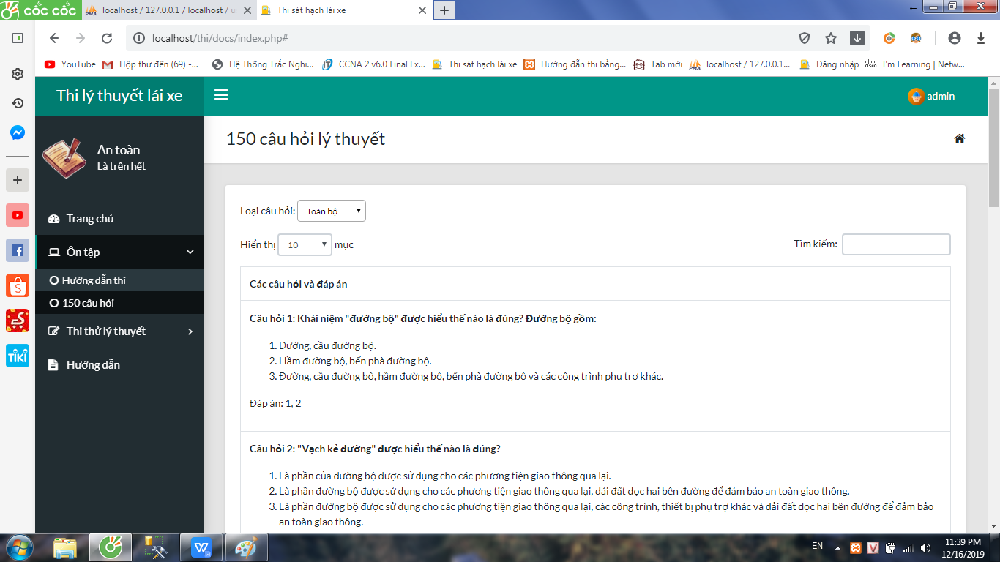 cốc cốc
localhost / 127.0.0.1 / localhost / u
Thi sát hạch lái xe
localhost/thi/docs/index.php#
YouTube
Hộp thư đến (69) -...
Hệ Thống Trắc Nghi...
CCNA 2 v6.0 Final Ex...
Thi sát hạch lái xe
Hướng dẫn thi bằng...
Tab mới
localhost / 127.0.0.1...
Đăng nhập
I'm Learning | Netw...
Thi lý thuyết lái xe
admin
An toàn
Là trên hết
150 câu hỏi lý thuyết
Trang chủ
Ôn tập
Hướng dẫn thi
150 câu hỏi
Thi thử lý thuyết
Hướng dẫn
Loại câu hỏi: Toàn bộ
Hiển thị 10 mục
Tìm kiếm:
Các câu hỏi và đáp án
Câu hỏi 1: Khái niệm "đường bộ" được hiểu thế nào là đúng? Đường bộ gồm:
1. Đường, cầu đường bộ.
2. Hầm đường bộ, bến phà đường bộ.
3. Đường, cầu đường bộ, hầm đường bộ, bến phà đường bộ và các công trình phụ trợ khác.
Đáp án: 1, 2
Câu hỏi 2: "Vạch kẻ đường" được hiểu thế nào là đúng?
1. Là phần của đường bộ được sử dụng cho các phương tiện giao thông qua lại.
2. Là phần đường bộ được sử dụng cho các phương tiện giao thông qua lại, dải đất dọc hai bên đường để đảm bảo an toàn giao thông.
3. Là phần đường bộ được sử dụng cho các phương tiện giao thông qua lại, các công trình, thiết bị phụ trợ khác và dải đất dọc hai bên đường để đảm bảo
an toàn giao thông.
TIKI
EN
11:39 PM
12/16/2019